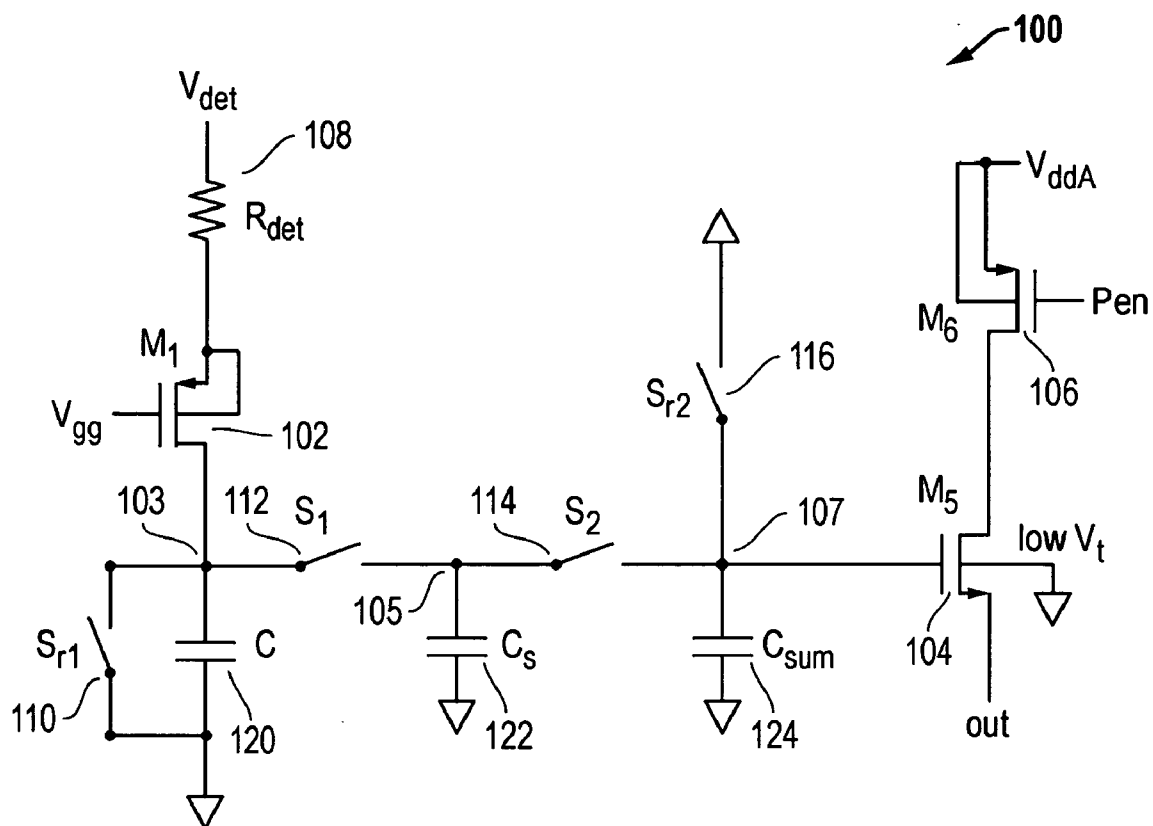 100
V_det
108
R_det
V_ddA
M_1
M_6
Pen
106
116
S_r2
V_gg
102
103
112
S_1
114
S_2
107
M_5
low V_t
105
104
S_r1
C
C_s
C_sum
110
120
122
124
out